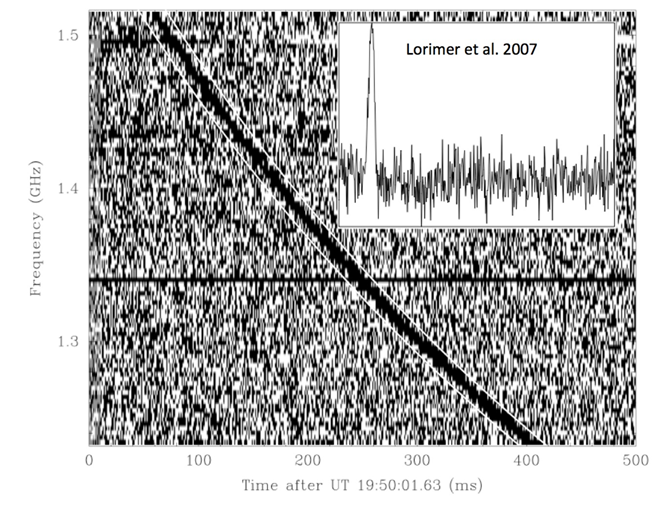 Lorimer et al. 2007
1.5
1.4
1.3
Frequency (GHz)
0 100 200 300 400 500
Time after UT 19:50:01.63 (ms)